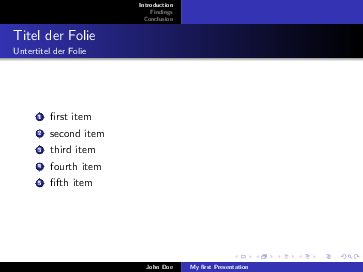 Introduction
Findings
Conclusion
Titel der Folie
Untertitel der Folie
1 first item
2 second item
3 third item
4 fourth item
5 fifth item
John Doe My first Presentation